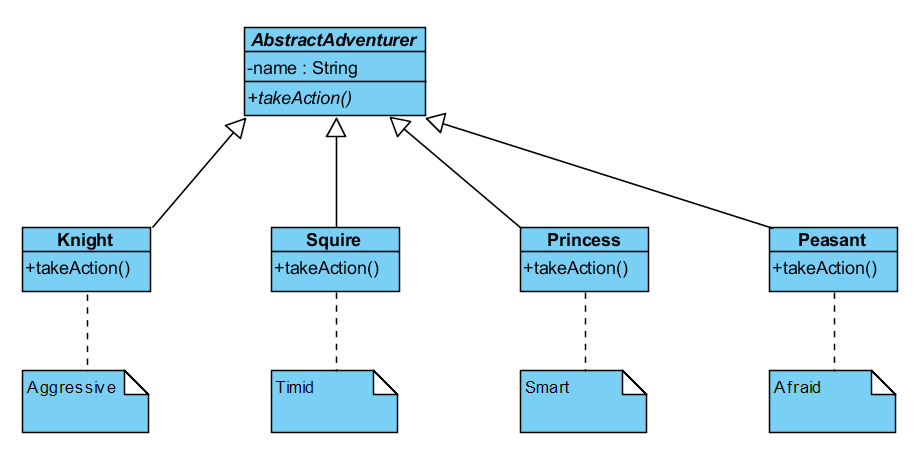 AbstractAdventurer
-name : String
+takeAction()
Knight
+takeAction()
Squire
+takeAction()
Princess
+takeAction()
Peasant
+takeAction()
Aggressive
Timid
Smart
Afraid